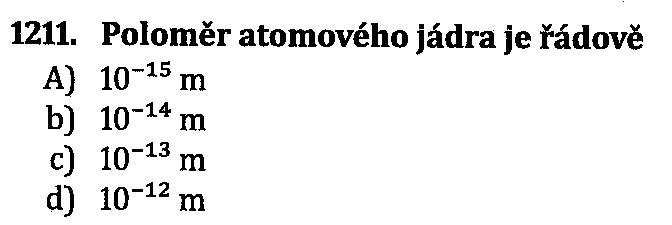 1211. Poloměr atomového jádra je řádově
A) 10⁻¹⁵ m
b) 10⁻¹⁴ m
c) 10⁻¹³ m
d) 10⁻¹² m